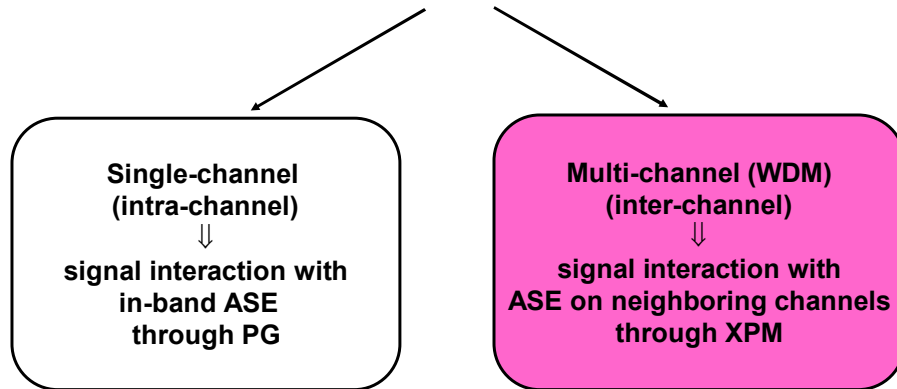 Single-channel
(intra-channel)
⇓
signal interaction with
in-band ASE
through PG
Multi-channel (WDM)
(inter-channel)
⇓
signal interaction with
ASE on neighboring channels
through XPM